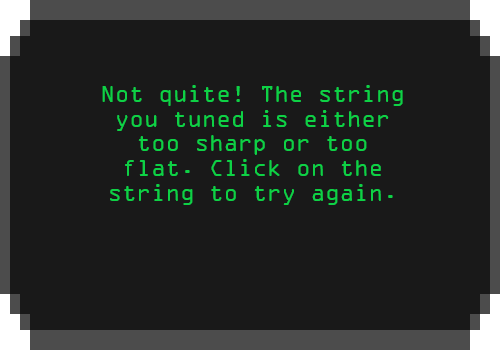 Not quite! The string
you tuned is either
too sharp or too
flat. Click on the
string to try again.